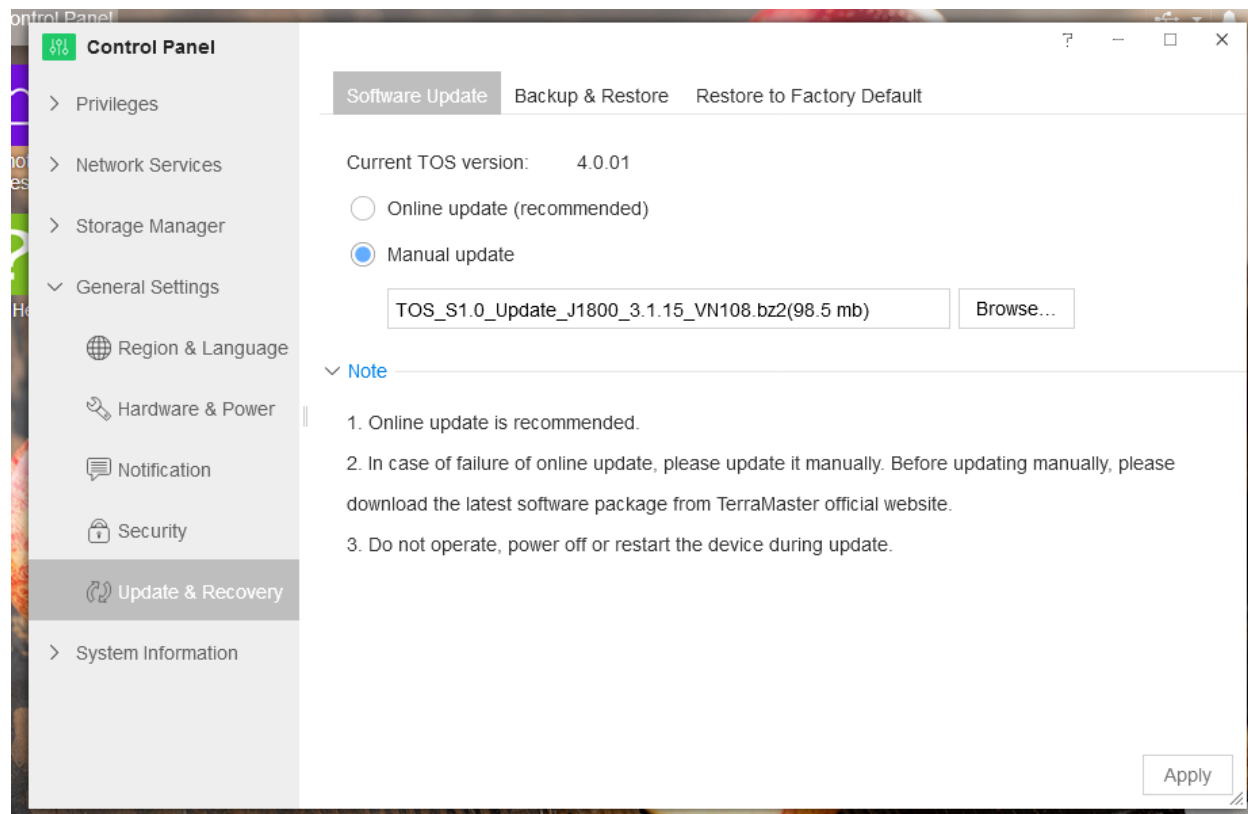 Control Panel
Privileges
Network Services
Storage Manager
General Settings
Region & Language
Hardware & Power
Notification
Security
Update & Recovery
System Information
Software Update Backup & Restore Restore to Factory Default
Current TOS version: 4.0.01
Online update (recommended)
Manual update
TOS_S1.0_Update_J1800_3.1.15_VN108.bz2(98.5 mb) Browse...
Note
1. Online update is recommended.
2. In case of failure of online update, please update it manually. Before updating manually, please
download the latest software package from TerraMaster official website.
3. Do not operate, power off or restart the device during update.
Apply